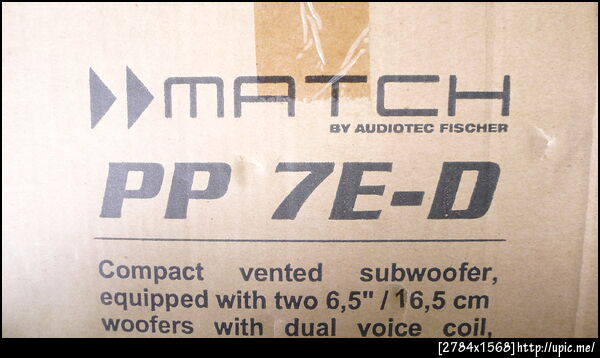 MATCH
BY AUDIOTEC FISCHER
PP 7E-D
Compact vented subwoofer,
equipped with two 6,5" / 16,5 cm
woofers with dual voice coil,
[2784x1568]http://upic.me/